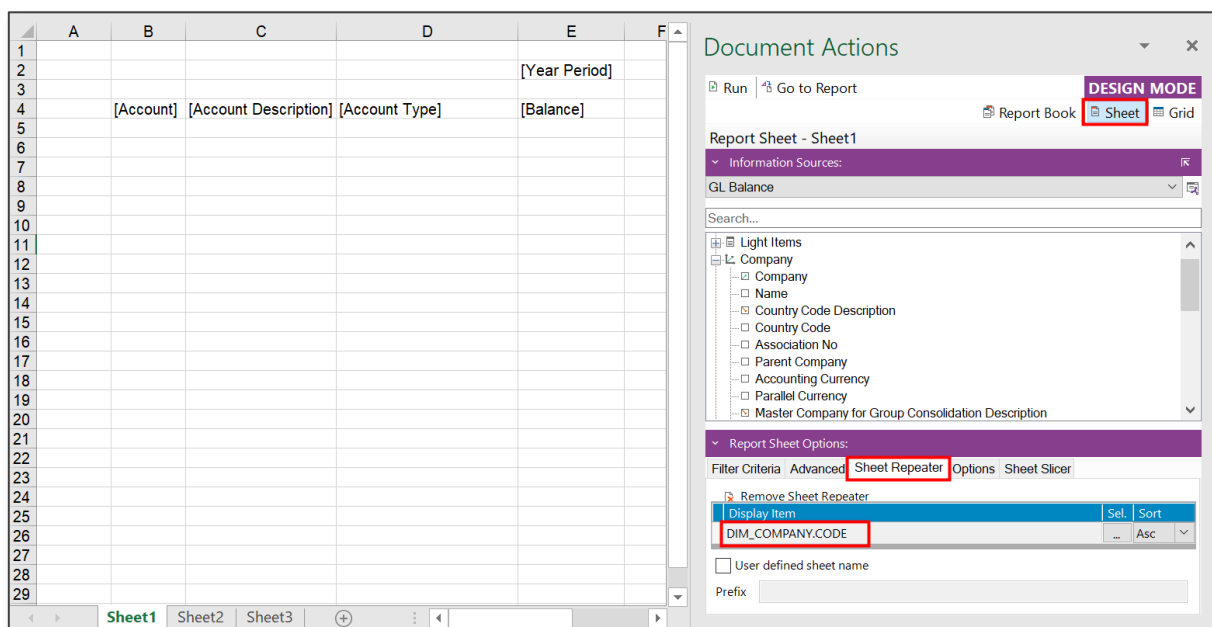 A B C D E F
1
2 [Year Period]
3
4 [Account] [Account Description] [Account Type] [Balance]
5
6
7
8
9
10
11
12
13
14
15
16
17
18
19
20
21
22
23
24
25
26
27
28
29
Sheet1 Sheet2 Sheet3
Document Actions
Run Go to Report DESIGN MODE
Report Book Sheet Grid
Report Sheet - Sheet1
Information Sources:
GL Balance
Search...
Light Items
Company
Company
Name
Country Code Description
Country Code
Association No
Parent Company
Accounting Currency
Parallel Currency
Master Company for Group Consolidation Description
Report Sheet Options:
Filter Criteria Advanced Sheet Repeater Options Sheet Slicer
Remove Sheet Repeater
Display Item Sel. Sort
DIM_COMPANY.CODE ... Asc
User defined sheet name
Prefix